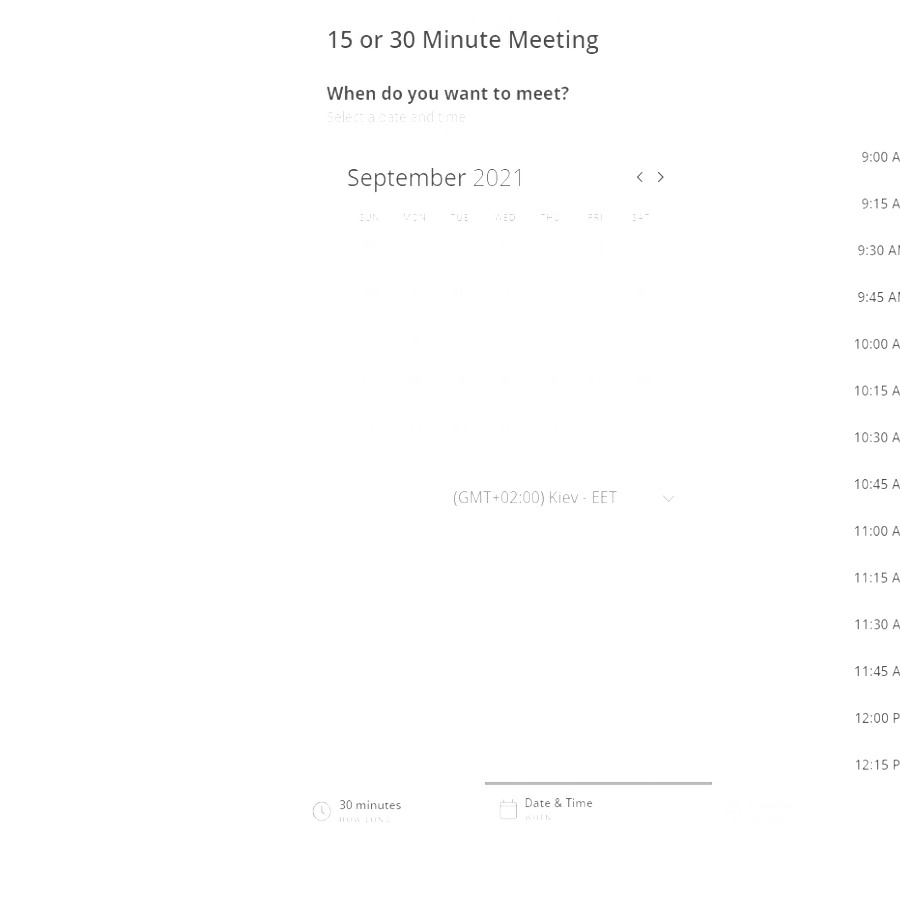 15 or 30 Minute Meeting
When do you want to meet?
Select a date and time
September 2021
SUN MON TUE WED THU FRI SAT
(GMT+02:00) Kiev - EET
9:00 A
9:15 A
9:30 AM
9:45 AM
10:00 A
10:15 A
10:30 A
10:45 A
11:00 A
11:15 A
11:30 A
11:45 A
12:00 P
12:15 P
30 minutes
HOW LONG
Date & Time
WHEN